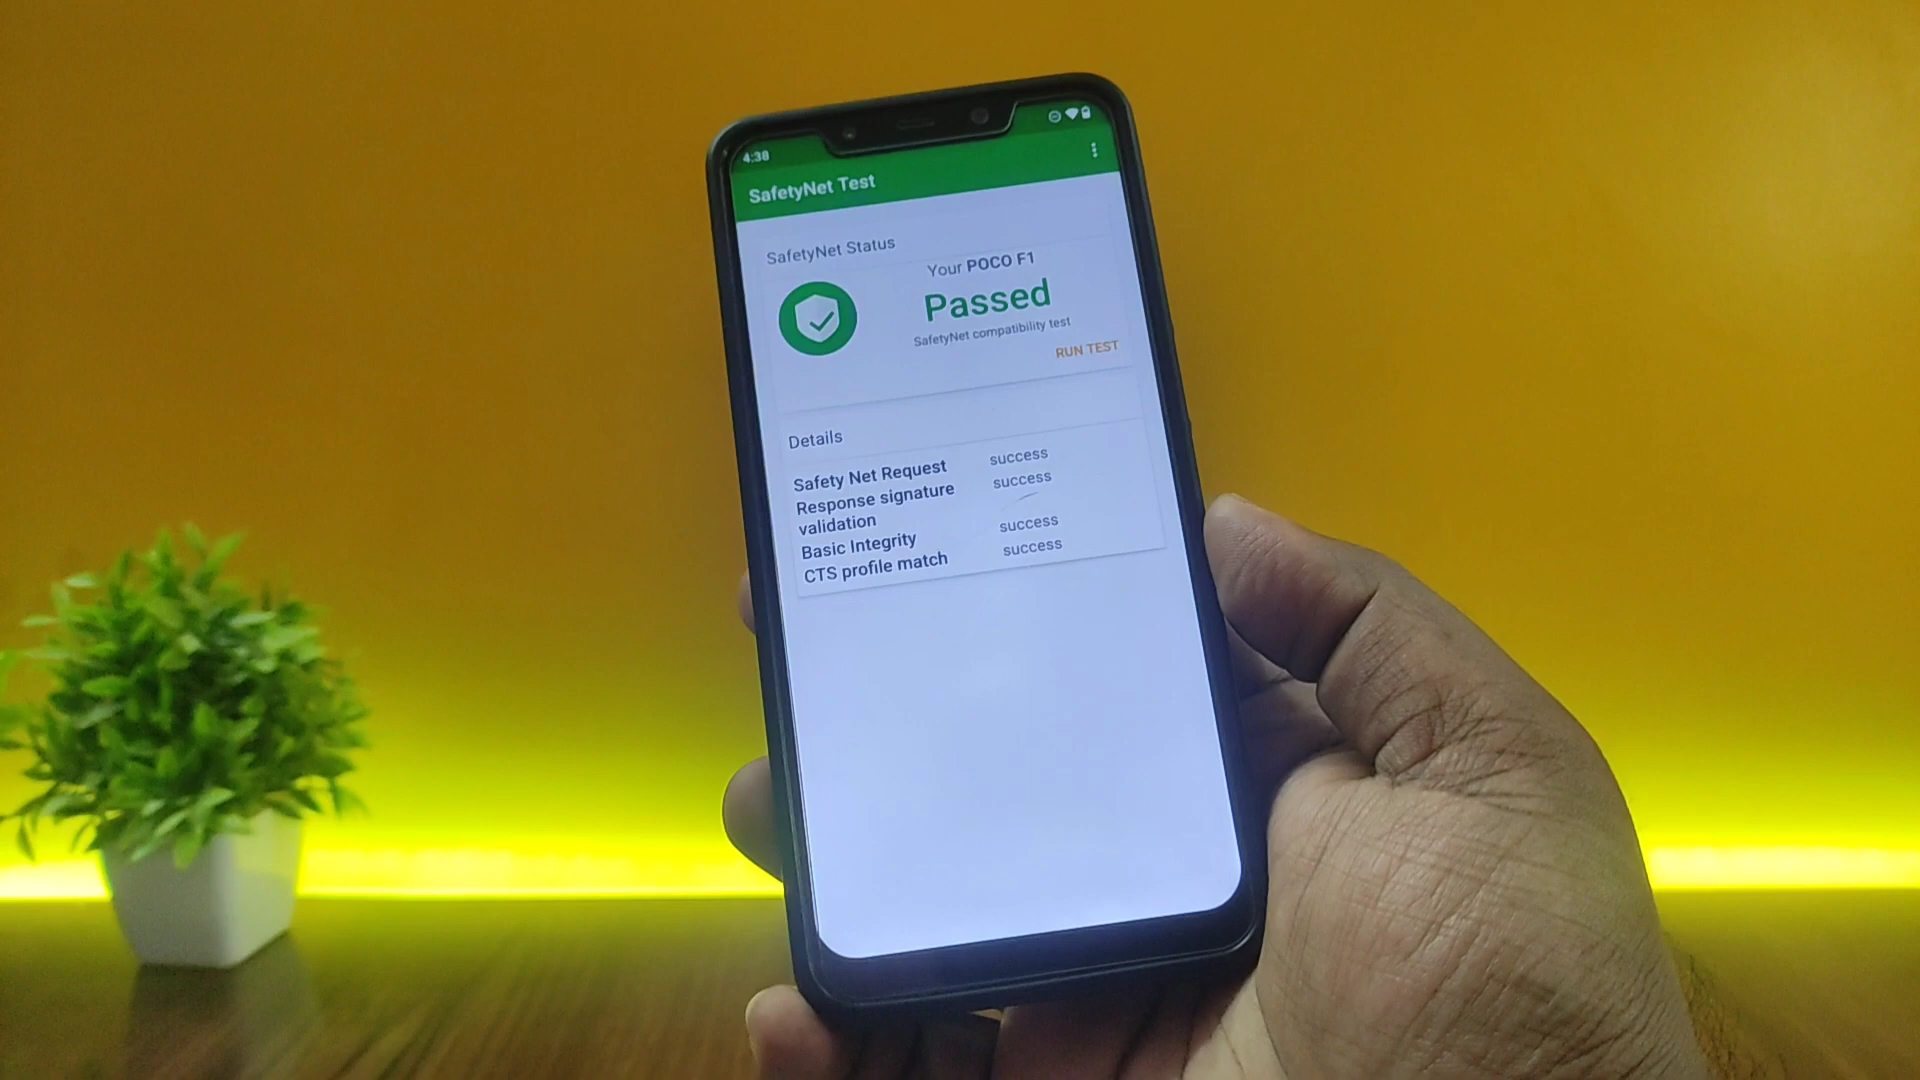 4:38
SafetyNet Test
SafetyNet Status
Your POCO F1
Passed
SafetyNet compatibility test
RUN TEST
Details
Safety Net Request success
Response signature success
validation
Basic Integrity success
CTS profile match success